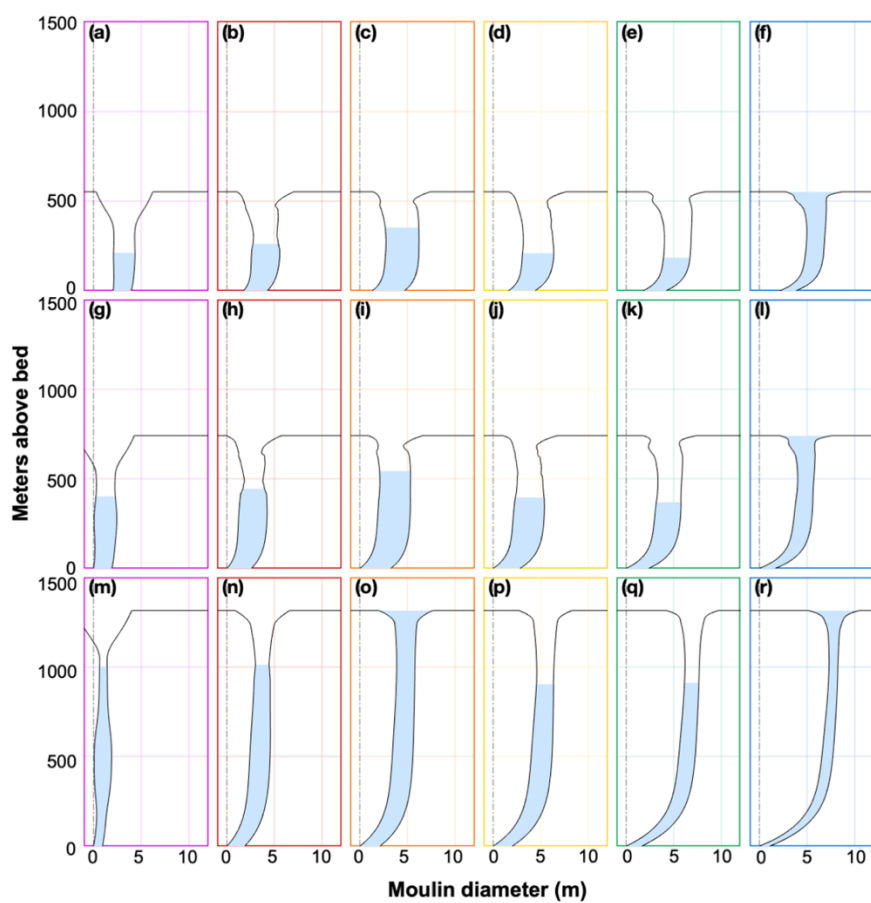 (a) (b) (c) (d) (e) (f)
1500
1000
500
0
(g) (h) (i) (j) (k) (l)
1500
1000
500
0
(m) (n) (o) (p) (q) (r)
1500
1000
500
0
0 5 10 0 5 10 0 5 10 0 5 10 0 5 10 0 5 10
Meters above bed
Moulin diameter (m)